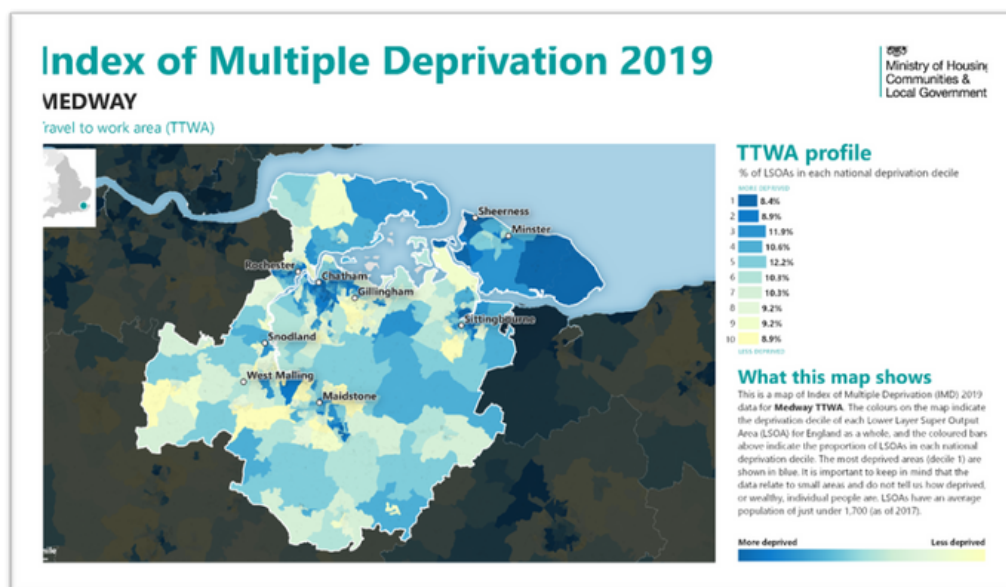 Index of Multiple Deprivation 2019
MEDWAY
Travel to work area (TTWA)
Ministry of Housing
Communities &
Local Government
Sheerness
Minster
Rochester
Chatham
Gillingham
Sittingbourne
Snodland
West Malling
Maidstone
mile
TTWA profile
% of LSOAs in each national deprivation decile
MORE DEPRIVED
1 8.4%
2 8.9%
3 11.9%
4 10.6%
5 12.2%
6 10.3%
7 10.3%
8 9.2%
9 9.2%
10 8.9%
LESS DEPRIVED
What this map shows
This is a map of Index of Multiple Deprivation (IMD) 2019
data for Medway TTWA. The colours on the map indicate
the deprivation decile of each Lower Layer Super Output
Area (LSOA) for England as a whole, and the coloured bars
above indicate the proportion of LSOAs in each national
deprivation decile. The most deprived areas (decile 1) are
shown in blue. It is important to keep in mind that the
data relate to small areas and do not tell us how deprived,
or wealthy, individual people are. LSOAs have an average
population of just under 1,700 (as of 2017).
More deprived Less deprived